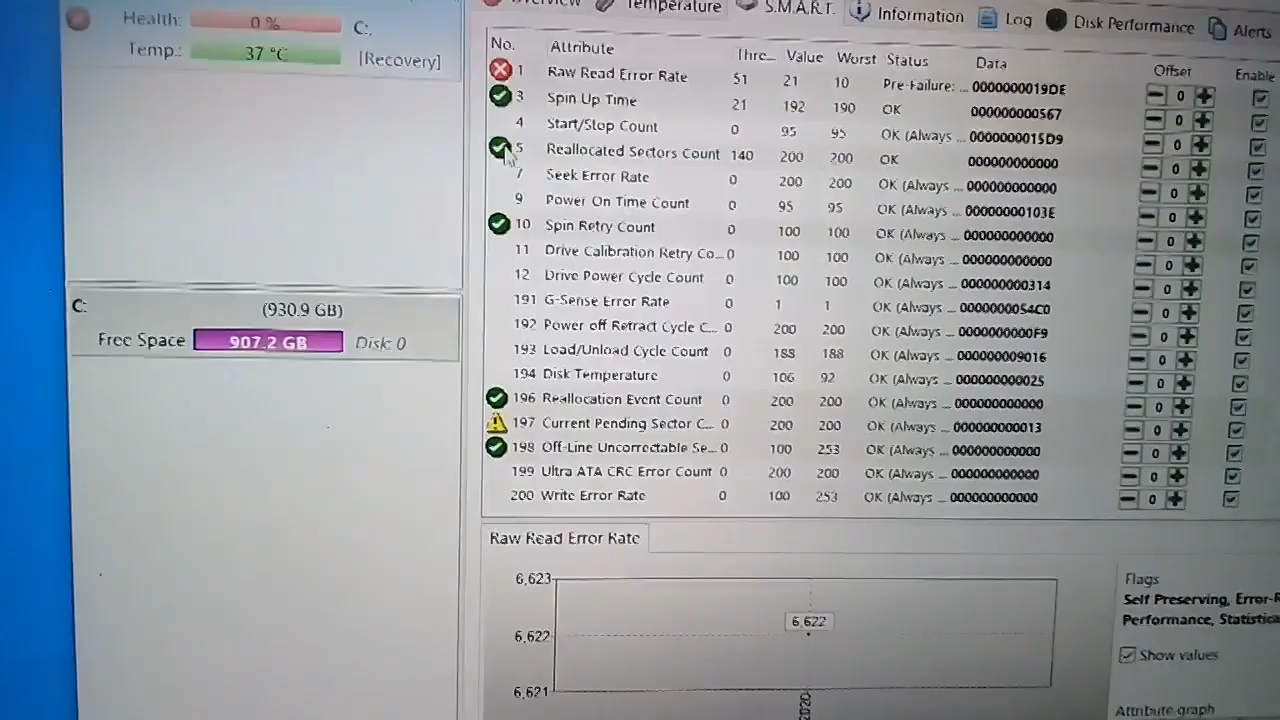 Overview Temperature S.M.A.R.T. Information Log Disk Performance Alerts
Health: 0 % C:
Temp.: 37 °C [Recovery]
C: (930.9 GB)
Free Space 907.2 GB Disk: 0
No. Attribute Thre... Value Worst Status Data Offset Enable
1 Raw Read Error Rate 51 21 10 Pre-Failure: ... 0000000019DE 0
3 Spin Up Time 21 192 190 OK 000000000567 0
4 Start/Stop Count 0 95 95 OK (Always ... 0000000015D9 0
5 Reallocated Sectors Count 140 200 200 OK 000000000000 0
7 Seek Error Rate 0 200 200 OK (Always ... 000000000000 0
9 Power On Time Count 0 95 95 OK (Always ... 00000000103E 0
10 Spin Retry Count 0 100 100 OK (Always ... 000000000000 0
11 Drive Calibration Retry Co... 0 100 100 OK (Always ... 000000000000 0
12 Drive Power Cycle Count 0 100 100 OK (Always ... 000000000314 0
191 G-Sense Error Rate 0 1 1 OK (Always ... 0000000054C0 0
192 Power off Retract Cycle C... 0 200 200 OK (Always ... 0000000000F9 0
193 Load/Unload Cycle Count 0 188 188 OK (Always ... 000000009016 0
194 Disk Temperature 0 106 92 OK (Always ... 000000000025 0
196 Reallocation Event Count 0 200 200 OK (Always ... 000000000000 0
197 Current Pending Sector C... 0 200 200 OK (Always ... 000000000013 0
198 Off-Line Uncorrectable Se... 0 100 253 OK (Always ... 000000000000 0
199 Ultra ATA CRC Error Count 0 200 200 OK (Always ... 000000000000 0
200 Write Error Rate 0 100 253 OK (Always ... 000000000000 0
Raw Read Error Rate
6,623
6,622
6,622
6,621
2020
Flags
Self Preserving, Error-R
Performance, Statistica
Show values
Attribute graph